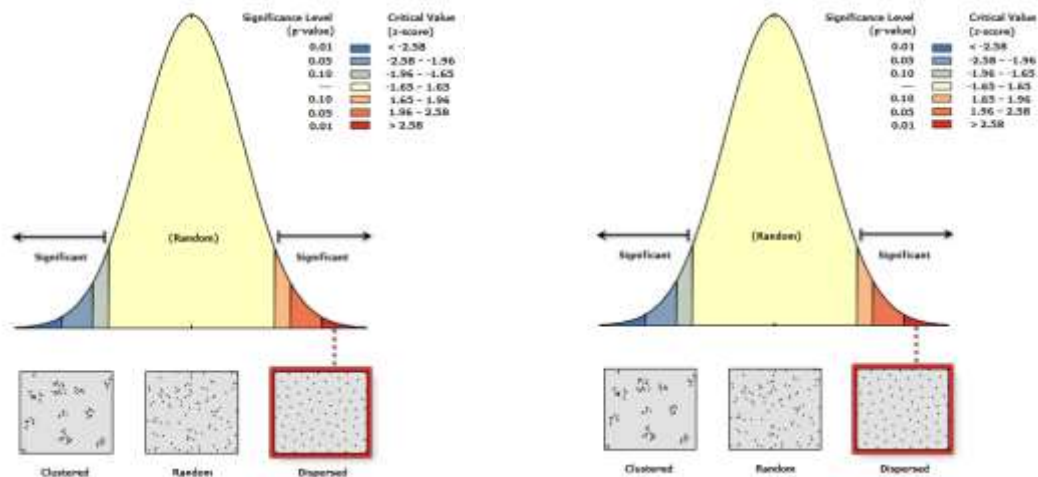 Significance Level (p-value) Critical Value (z-score)
0.01 < -2.58
0.05 -2.58 - -1.96
0.10 -1.96 - -1.65
— -1.65 - 1.65
0.10 1.65 - 1.96
0.05 1.96 - 2.58
0.01 > 2.58
(Random)
Significant Significant
Clustered Random Dispersed
Significance Level (p-value) Critical Value (z-score)
0.01 < -2.58
0.05 -2.58 - -1.96
0.10 -1.96 - -1.65
— -1.65 - 1.65
0.10 1.65 - 1.96
0.05 1.96 - 2.58
0.01 > 2.58
(Random)
Significant Significant
Clustered Random Dispersed